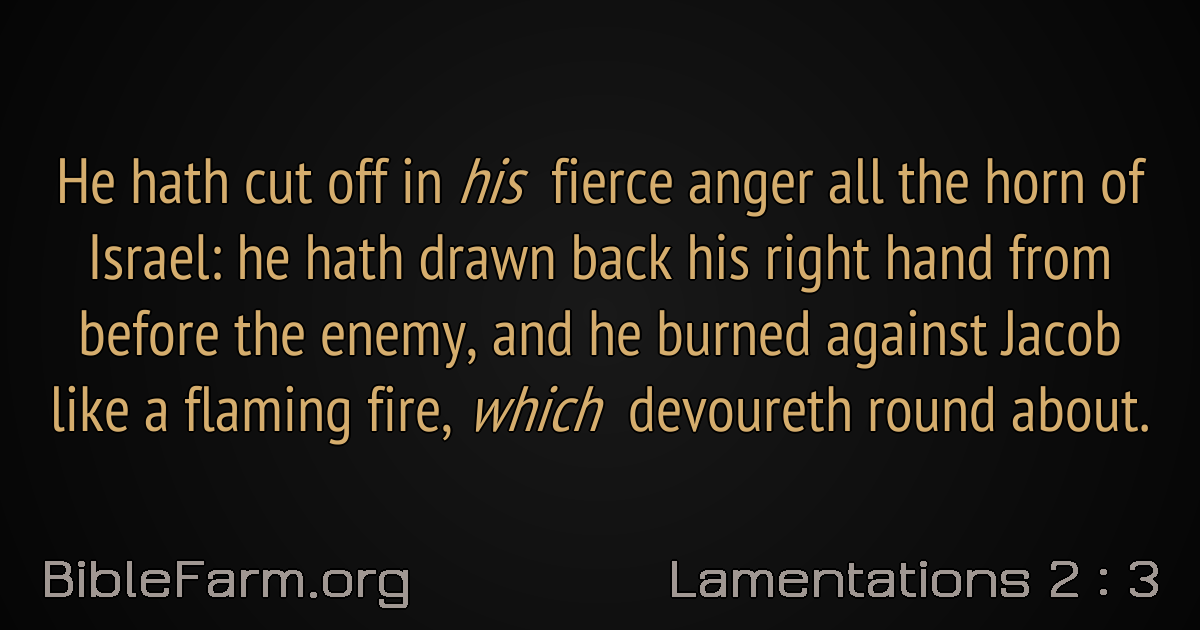 He hath cut off in his fierce anger all the horn of
Israel: he hath drawn back his right hand from
before the enemy, and he burned against Jacob
like a flaming fire, which devoureth round about.
BibleFarm.org
Lamentations 2 : 3